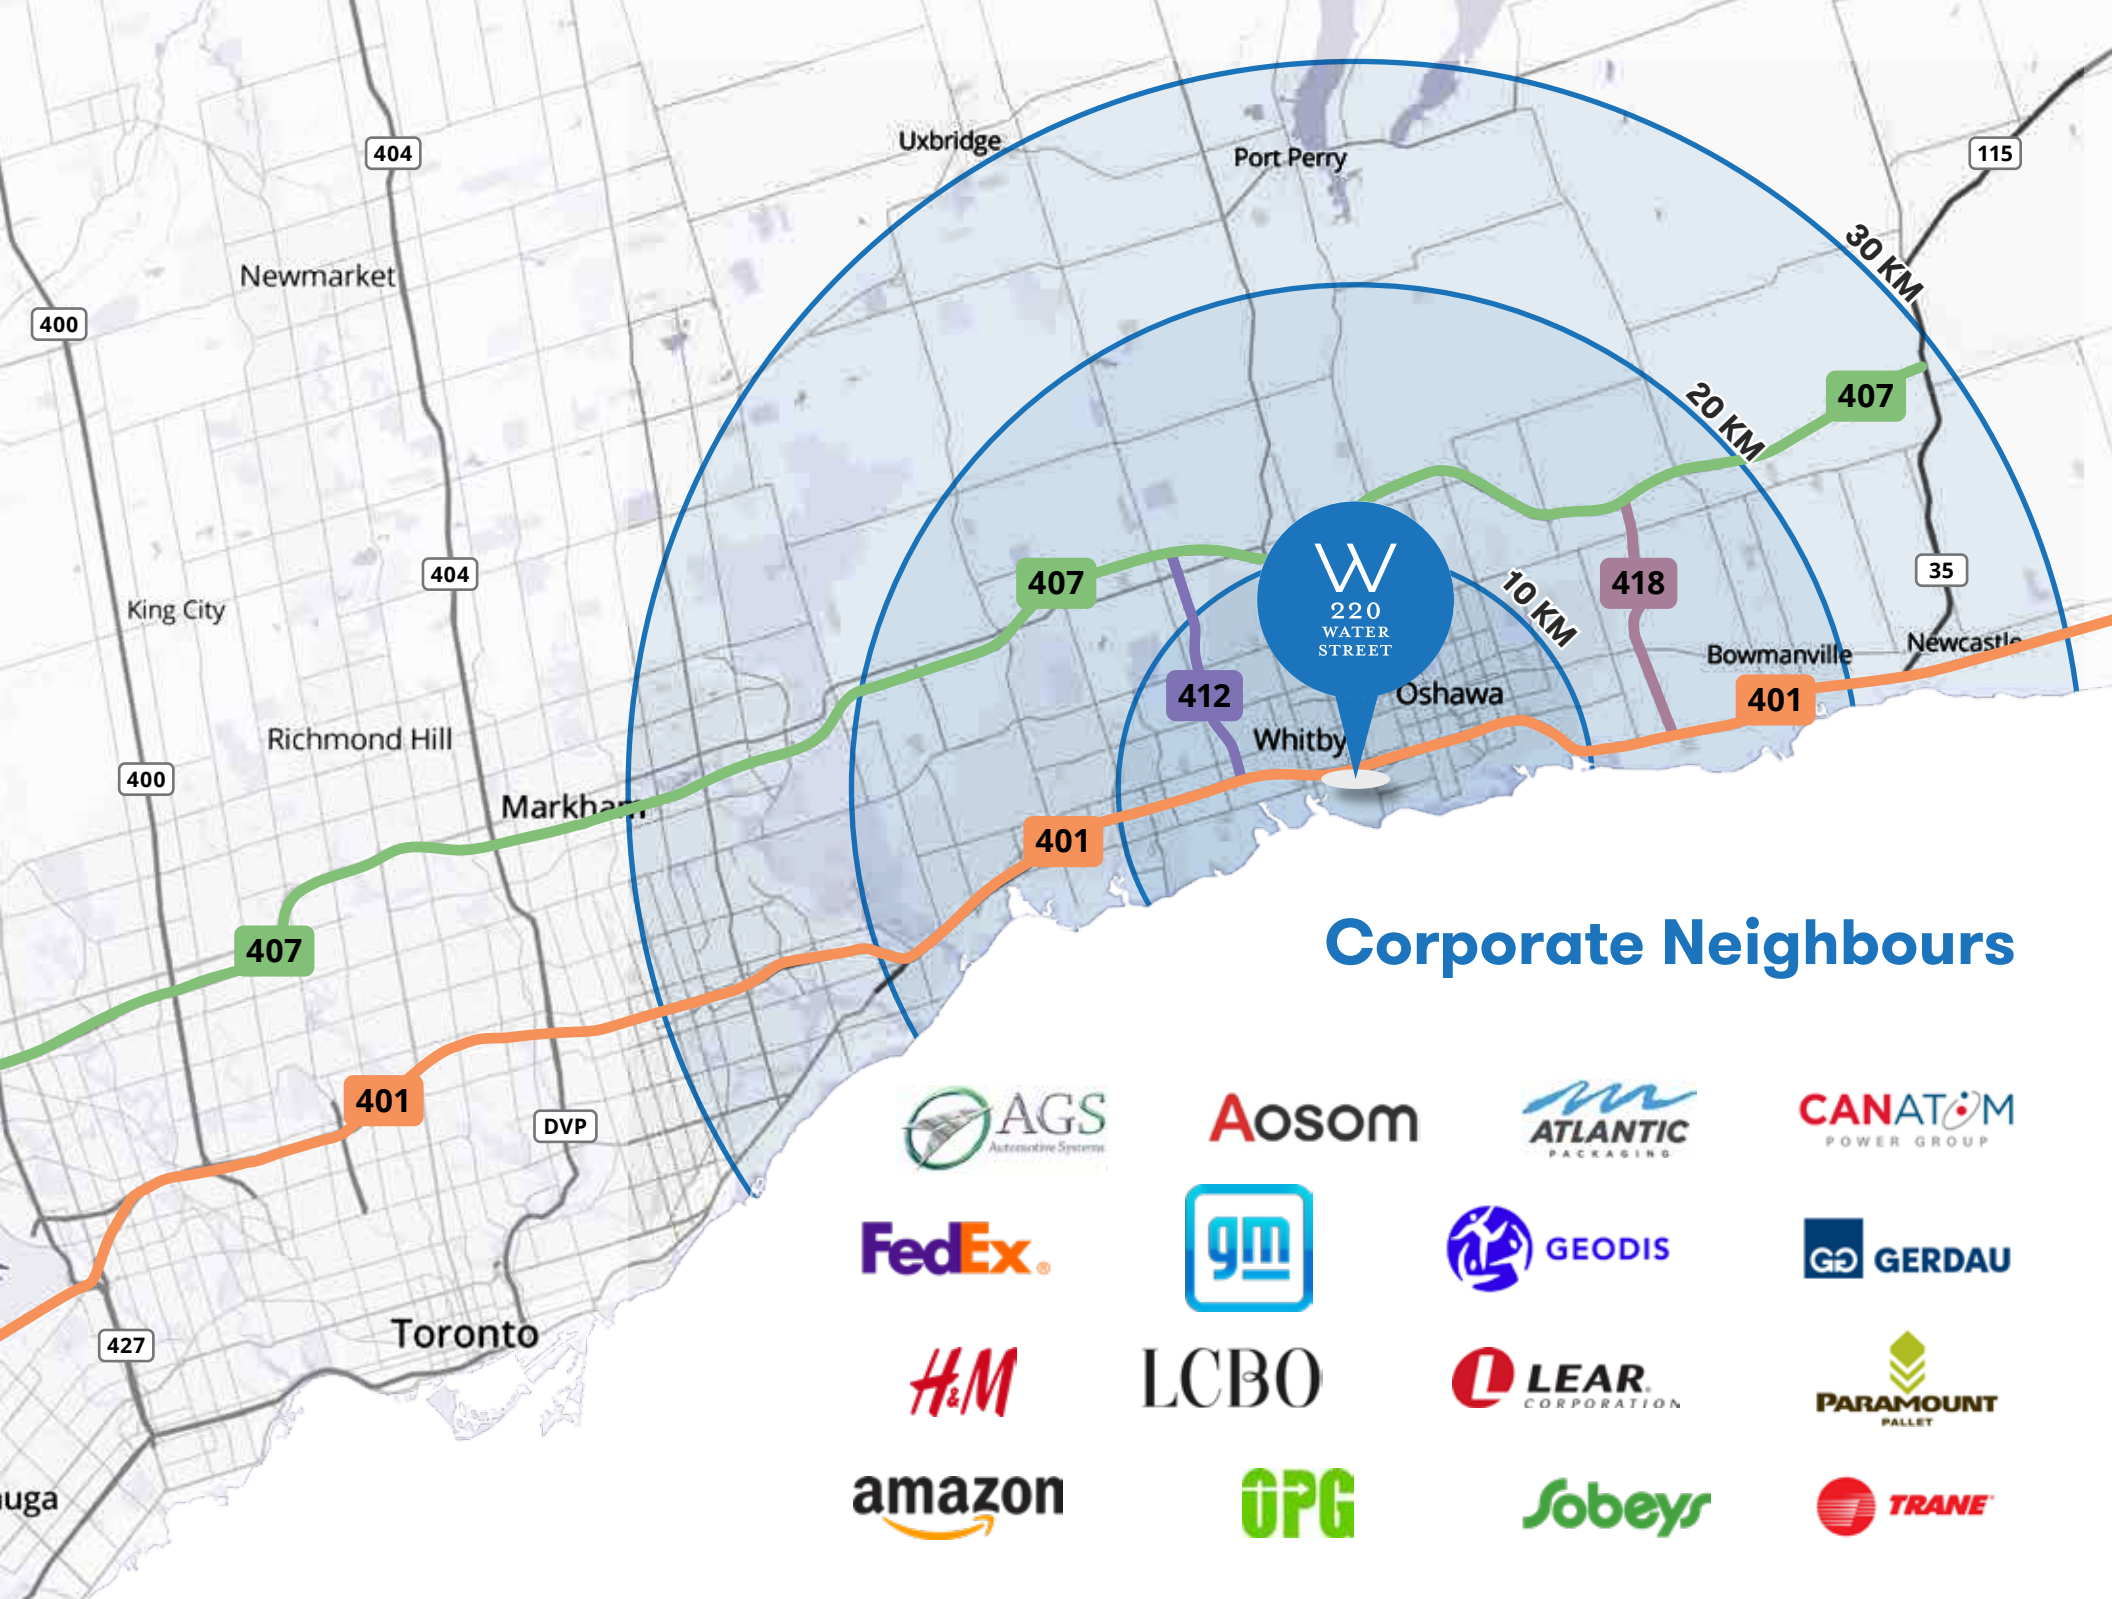 Uxbridge
Port Perry
404
115
30 KM
Newmarket
400
407
20 KM
404
407
418
35
10 KM
W
220
WATER
STREET
King City
Bowmanville
Newcastle
412
Oshawa
401
Richmond Hill
Whitby
400
Markham
401
407
Corporate Neighbours
401
DVP
AGS
Automotive Systems
Aosom
ATLANTIC
PACKAGING
CANATOM
POWER GROUP
FedEx®
gm
GEODIS
GG GERDAU
427
Toronto
H&M
LCBO
L LEAR®
CORPORATION
PARAMOUNT
PALLET
uga
amazon
OPG
Sobeys
TRANE